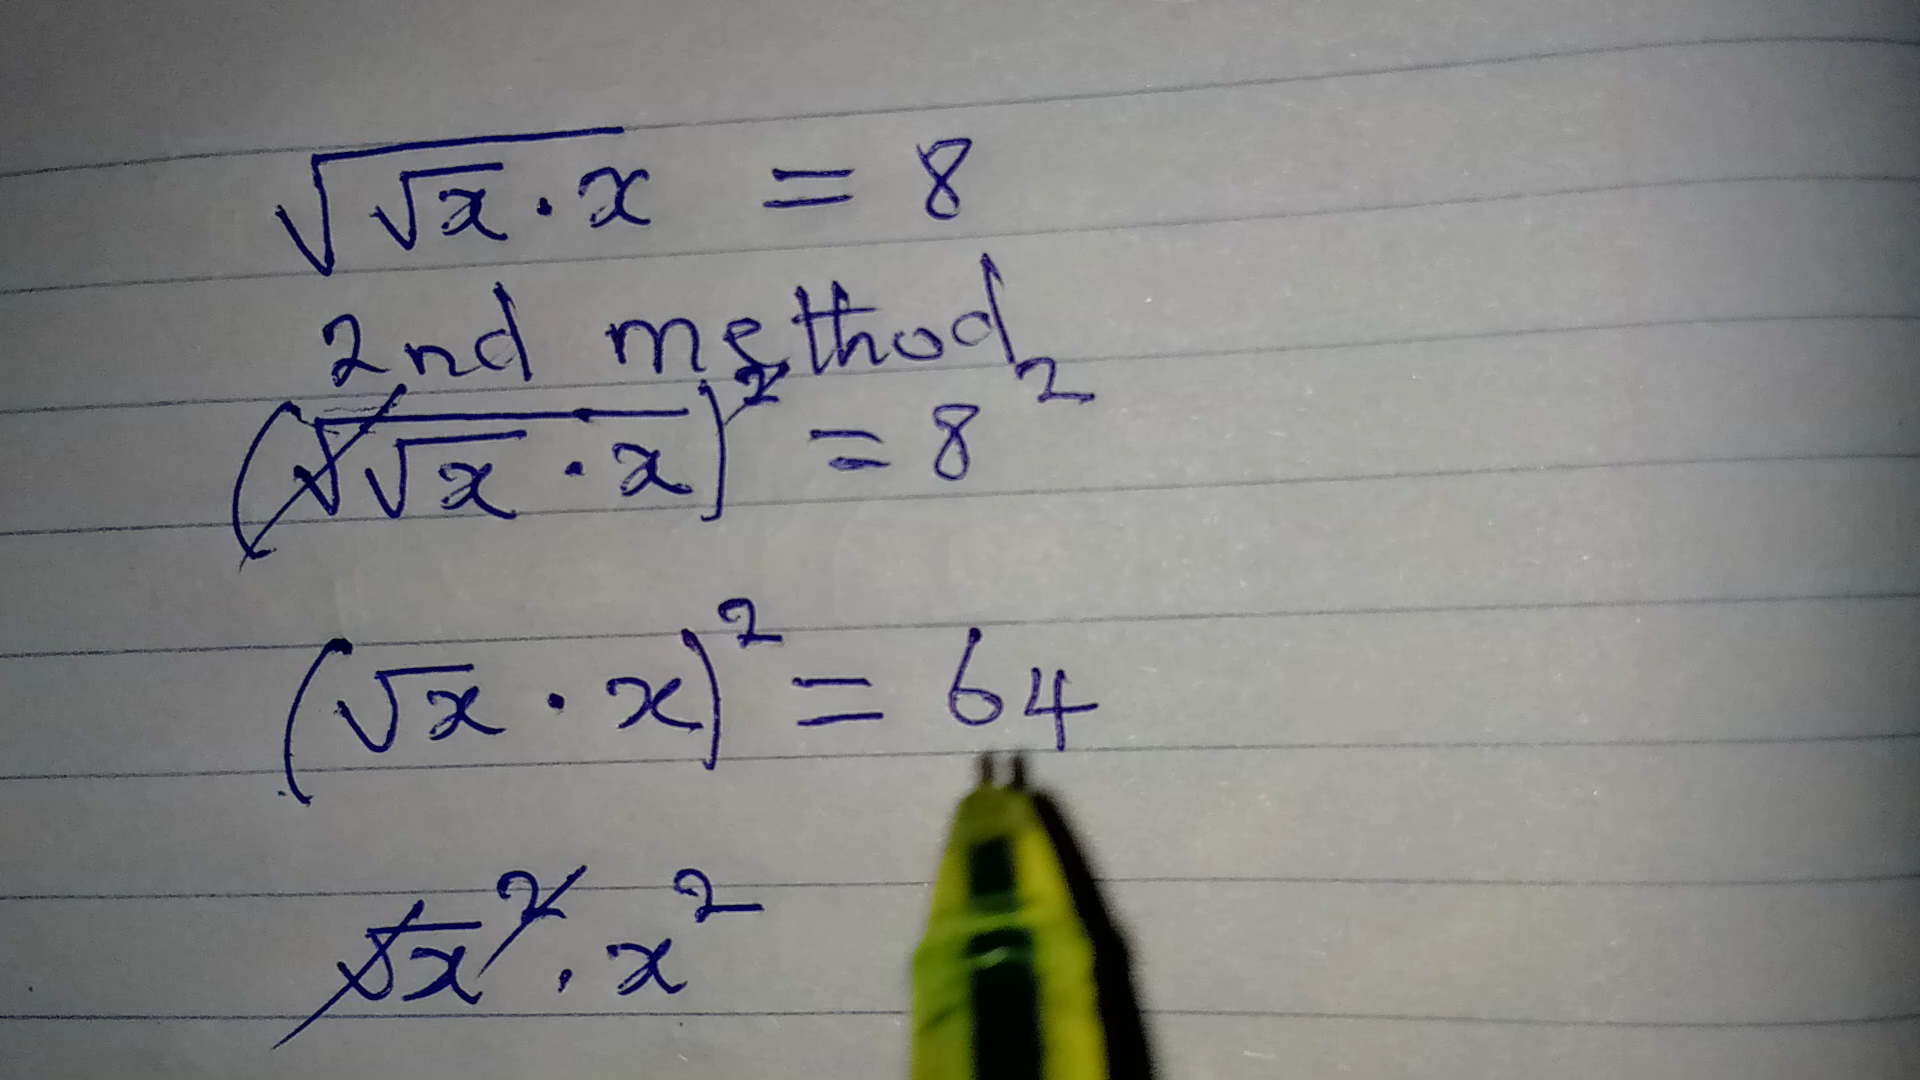 √(√x · x) = 8
2nd method
(√(√x · x))² = 8²
(√x · x)² = 64
√x² · x²